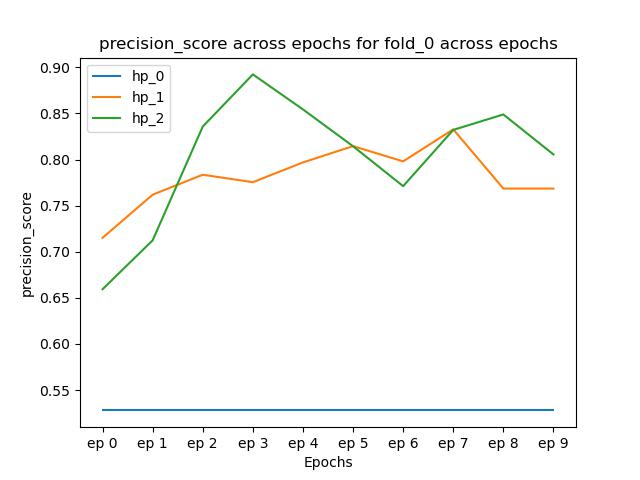 precision_score across epochs for fold_0 across epochs
hp_0
hp_1
hp_2
precision_score
0.90
0.85
0.80
0.75
0.70
0.65
0.60
0.55
ep 0 ep 1 ep 2 ep 3 ep 4 ep 5 ep 6 ep 7 ep 8 ep 9
Epochs